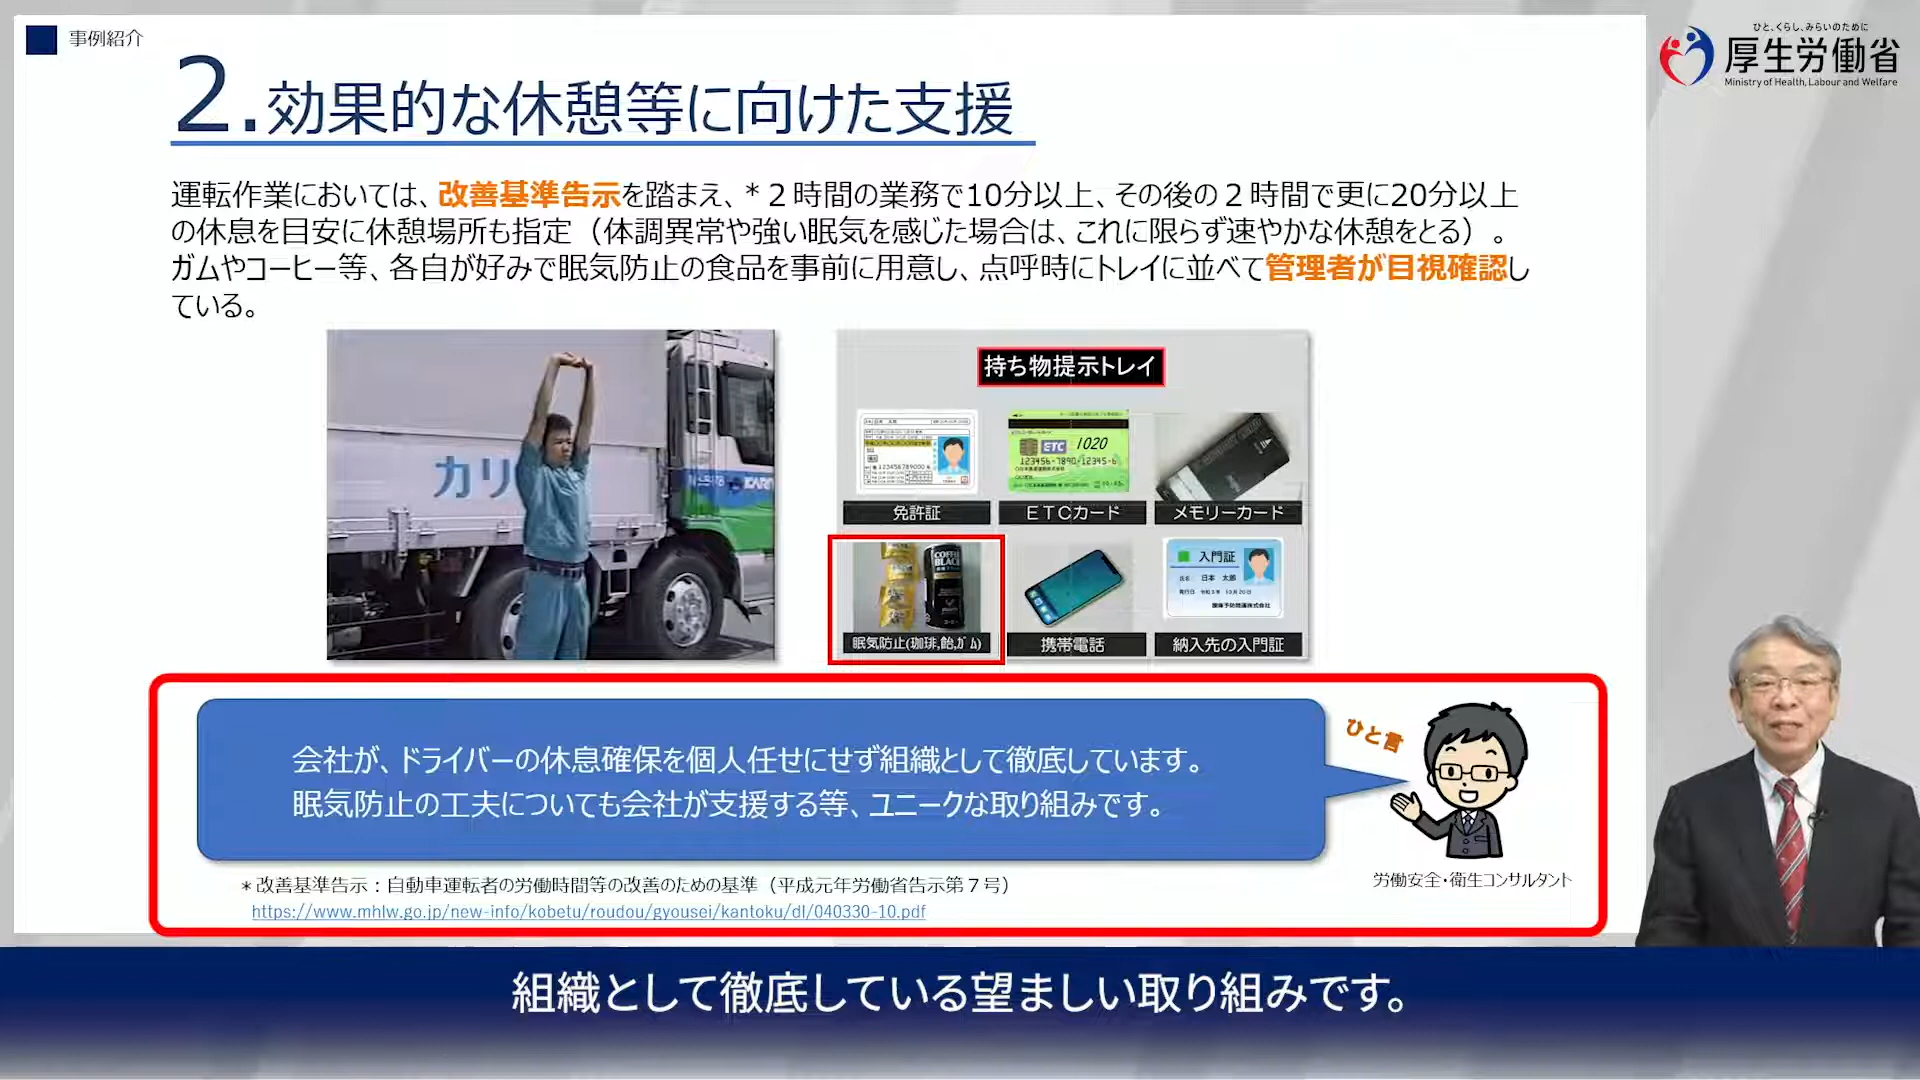 事例紹介
ひと、くらし、みらいのために
厚生労働省
Ministry of Health, Labour and Welfare
2.効果的な休憩等に向けた支援
運転作業においては、改善基準告示を踏まえ、＊２時間の業務で10分以上、その後の２時間で更に20分以上
の休息を目安に休憩場所も指定（体調異常や強い眠気を感じた場合は、これに限らず速やかな休憩をとる）。
ガムやコーヒー等、各自が好みで眠気防止の食品を事前に用意し、点呼時にトレイに並べて管理者が目視確認し
ている。
カリ
持ち物提示トレイ
123456789000
ETC 1020
123456-7890-12345-6
免許証
ETCカード
メモリーカード
COFFEE
BLACK
入門証
氏名 日本 太郎
眠気防止(珈琲,飴,ガム)
携帯電話
納入先の入門証
会社が、ドライバーの休息確保を個人任せにせず組織として徹底しています。
眠気防止の工夫についても会社が支援する等、ユニークな取り組みです。
ひと言
労働安全・衛生コンサルタント
＊改善基準告示：自動車運転者の労働時間等の改善のための基準（平成元年労働省告示第７号）
https://www.mhlw.go.jp/new-info/kobetu/roudou/gyousei/kantoku/dl/040330-10.pdf
組織として徹底している望ましい取り組みです。